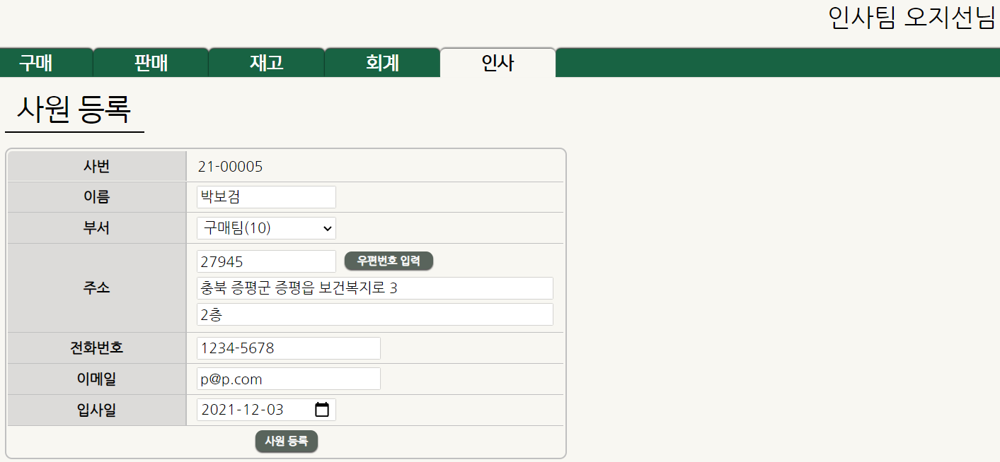 인사팀 오지선님
구매 판매 재고 회계 인사
사원 등록
사번 21-00005
이름 박보검
부서 구매팀(10)
27945 우편번호 입력
주소 충북 증평군 증평읍 보건복지로 3
2층
전화번호 1234-5678
이메일 p@p.com
입사일 2021-12-03
사원 등록